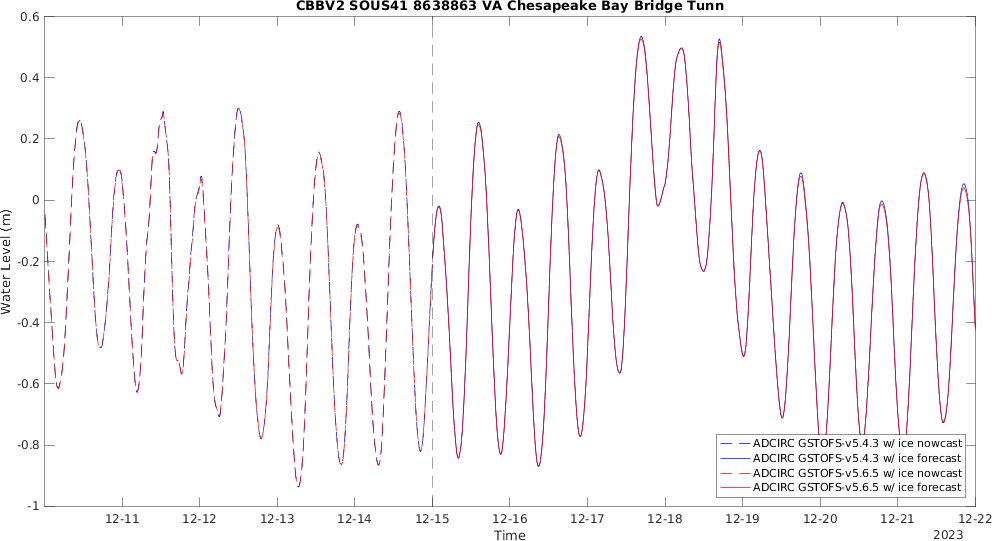 CBBV2 SOUS41 8638863 VA Chesapeake Bay Bridge Tunn
0.6
0.4
0.2
0
-0.2
-0.4
-0.6
-0.8
-1
Water Level (m)
ADCIRC GSTOFS-v5.4.3 w/ ice nowcast
ADCIRC GSTOFS-v5.4.3 w/ ice forecast
ADCIRC GSTOFS-v5.6.5 w/ ice nowcast
ADCIRC GSTOFS-v5.6.5 w/ ice forecast
12-11 12-12 12-13 12-14 12-15 12-16 12-17 12-18 12-19 12-20 12-21 12-22
Time
2023